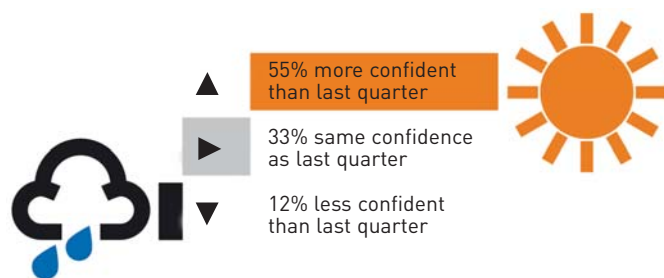 55% more confident
than last quarter
33% same confidence
as last quarter
12% less confident
than last quarter